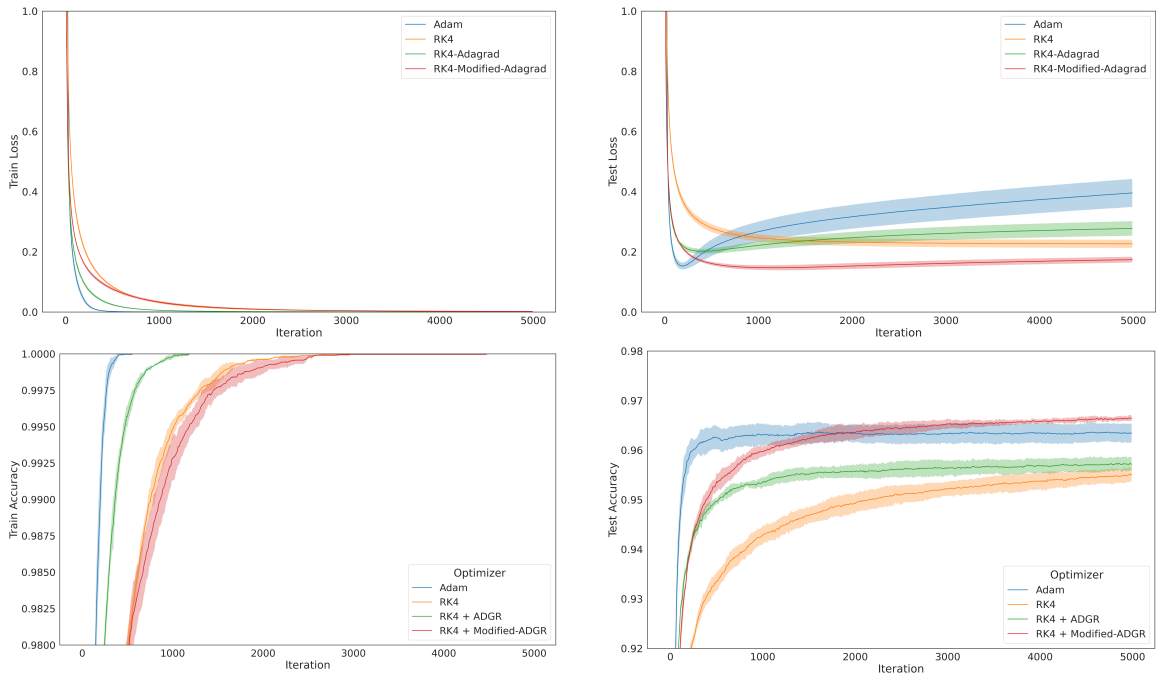 1.0
0.8
0.6
0.4
0.2
0.0
Train Loss
0 1000 2000 3000 4000 5000
Iteration
Adam
RK4
RK4-Adagrad
RK4-Modified-Adagrad
1.0
0.8
0.6
0.4
0.2
0.0
Test Loss
0 1000 2000 3000 4000 5000
Iteration
Adam
RK4
RK4-Adagrad
RK4-Modified-Adagrad
1.0000
0.9975
0.9950
0.9925
0.9900
0.9875
0.9850
0.9825
0.9800
Train Accuracy
0 1000 2000 3000 4000 5000
Iteration
Optimizer
Adam
RK4
RK4 + ADGR
RK4 + Modified-ADGR
0.98
0.97
0.96
0.95
0.94
0.93
0.92
Test Accuracy
0 1000 2000 3000 4000 5000
Iteration
Optimizer
Adam
RK4
RK4 + ADGR
RK4 + Modified-ADGR